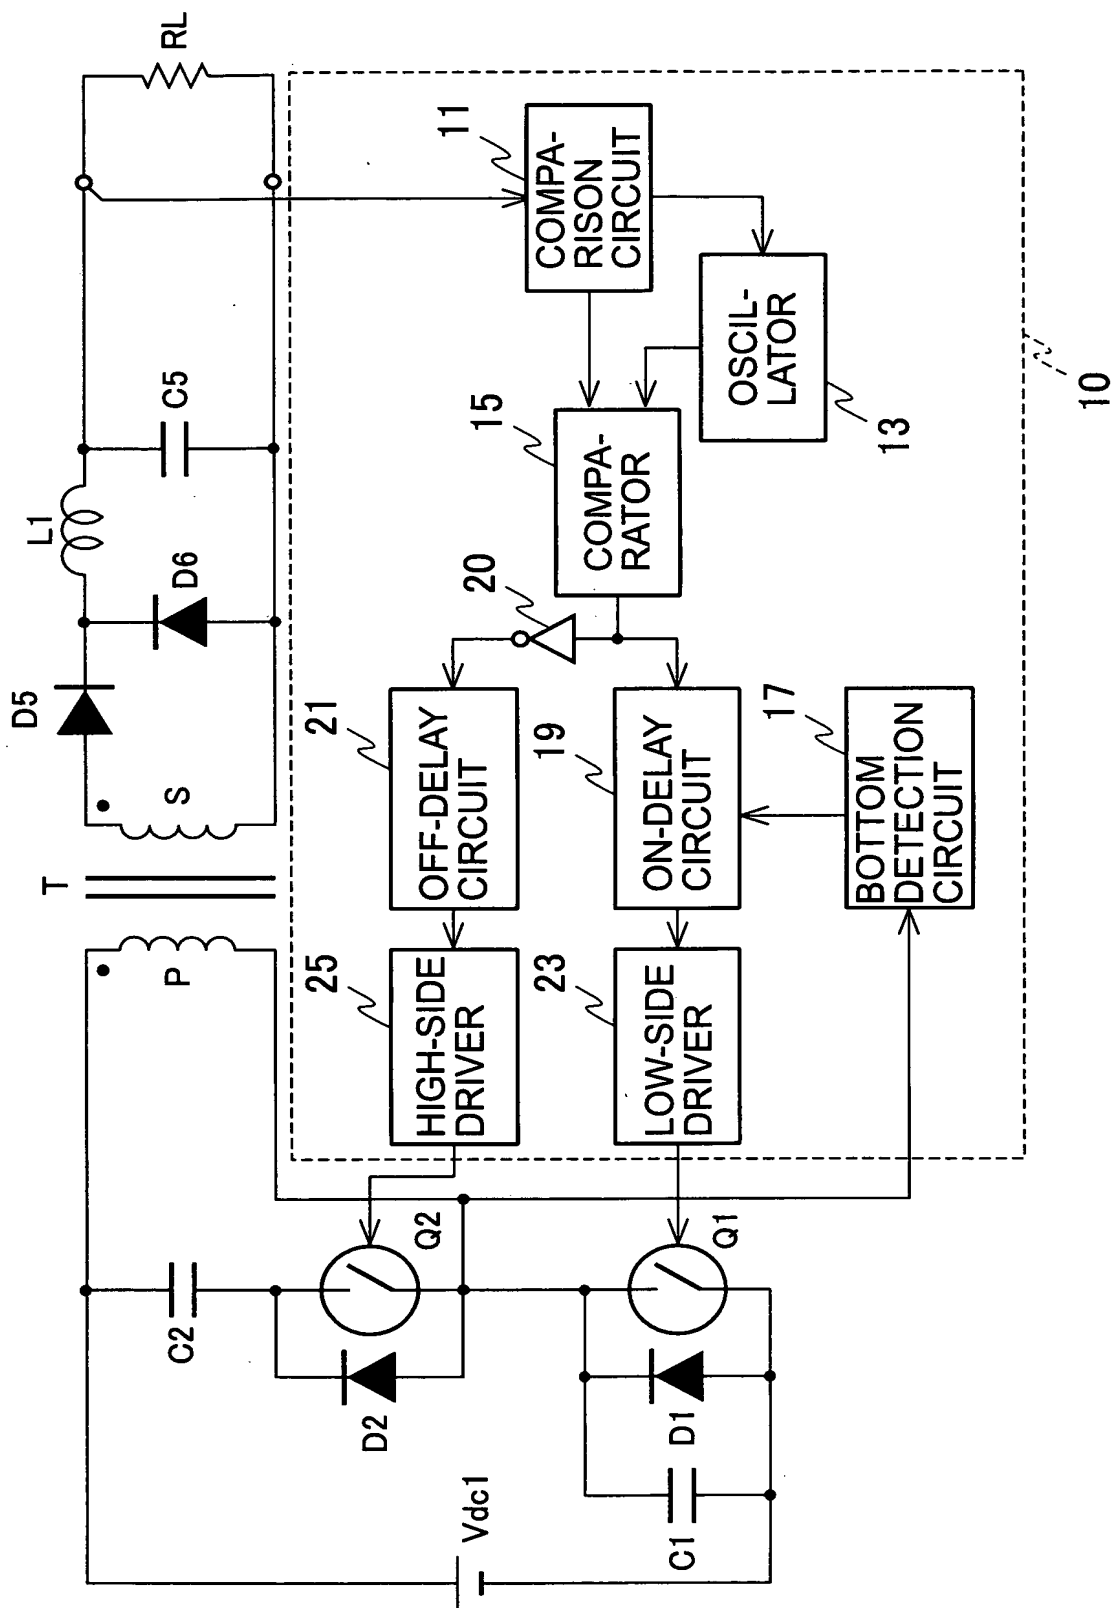 Vdc1
C2
D2
Q2
C1
D1
Q1
T
P
S
D5
D6
L1
C5
RL
25
HIGH-SIDE
DRIVER
21
OFF-DELAY
CIRCUIT
20
23
LOW-SIDE
DRIVER
19
ON-DELAY
CIRCUIT
17
BOTTOM
DETECTION
CIRCUIT
15
COMPA-
RATOR
11
COMPA-
RISON
CIRCUIT
13
OSCIL-
LATOR
10